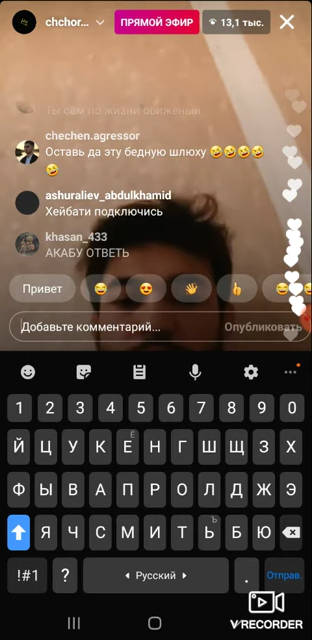 chchor...
ПРЯМОЙ ЭФИР
13,1 тыс.
Ты сам по жизни обиженый
chechen.agressor
Оставь да эту бедную шлюху 🤣🤣🤣🤣
🤣
ashuraliev_abdulkhamid
Хейбати подключись
khasan_433
АКАБУ ОТВЕТЬ
Привет 😂 😍 👋 👍 😂
Добавьте комментарий... Опубликовать
1 2 3 4 5 6 7 8 9 0
Ё
Й Ц У К Е Н Г Ш Щ З Х
Ф Ы В А П Р О Л Д Ж Э
Ъ
Я Ч С М И Т Ь Б Ю
!#1 ? Русский . Отправ.
V-RECORDER